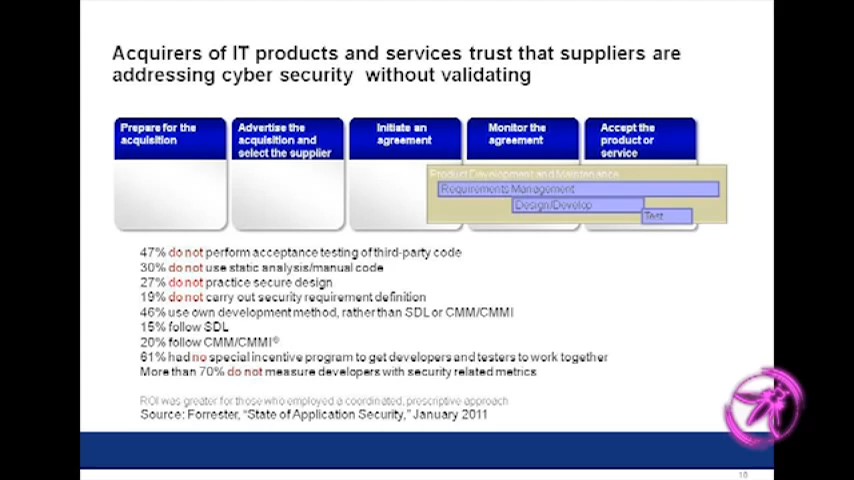 Acquirers of IT products and services trust that suppliers are
addressing cyber security without validating
Prepare for the
acquisition
Advertise the
acquisition and
select the supplier
Initiate an
agreement
Monitor the
agreement
Accept the
product or
service
Product Development and Maintenance
Requirements Management
Design/Develop
Test
47% do not perform acceptance testing of third-party code
30% do not use static analysis/manual code
27% do not practice secure design
19% do not carry out security requirement definition
46% use own development method, rather than SDL or CMM/CMMI
15% follow SDL
20% follow CMM/CMMI®
61% had no special incentive program to get developers and testers to work together
More than 70% do not measure developers with security related metrics
ROI was greater for those who employed a coordinated, prescriptive approach
Source: Forrester, “State of Application Security,” January 2011
18